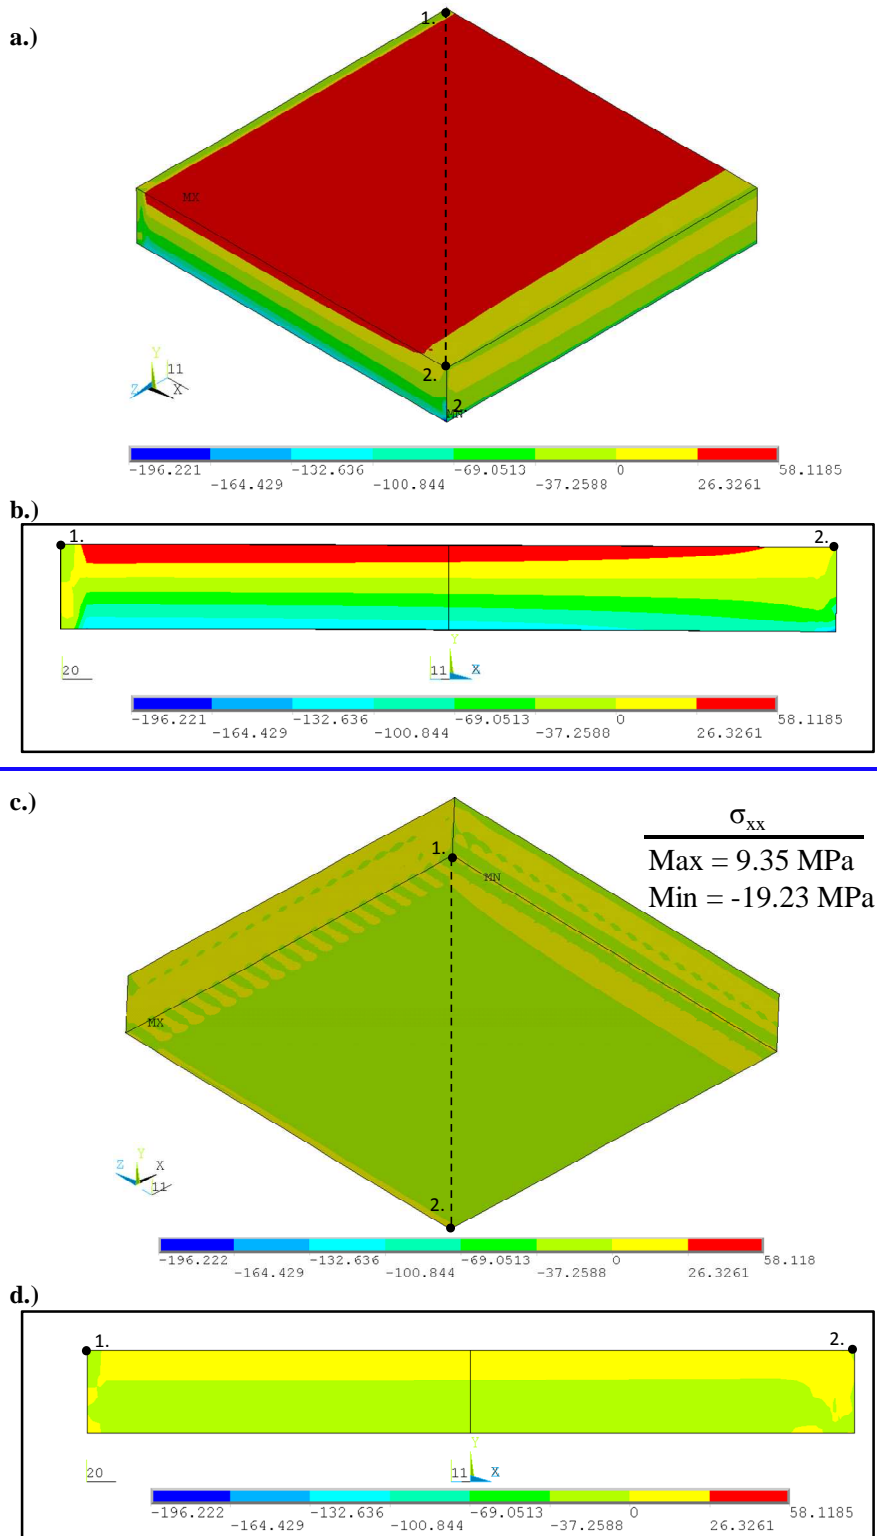 a.)
1.
MX
2.
2.
MN
Y
11
Z
X
-196.221 -132.636 -69.0513 0 58.1185
-164.429 -100.844 -37.2588 26.3261
b.)
1. 2.
Y
20 11 X
-196.221 -132.636 -69.0513 0 58.1185
-164.429 -100.844 -37.2588 26.3261
c.)
σxx
Max = 9.35 MPa
Min = -19.23 MPa
1.
MN
MX
Y
Z X
11
2.
-196.222 -132.636 -69.0513 0 58.118
-164.429 -100.844 -37.2588 26.3261
d.)
1. 2.
Y
20 11 X
-196.222 -132.636 -69.0513 0 58.1185
-164.429 -100.844 -37.2588 26.3261